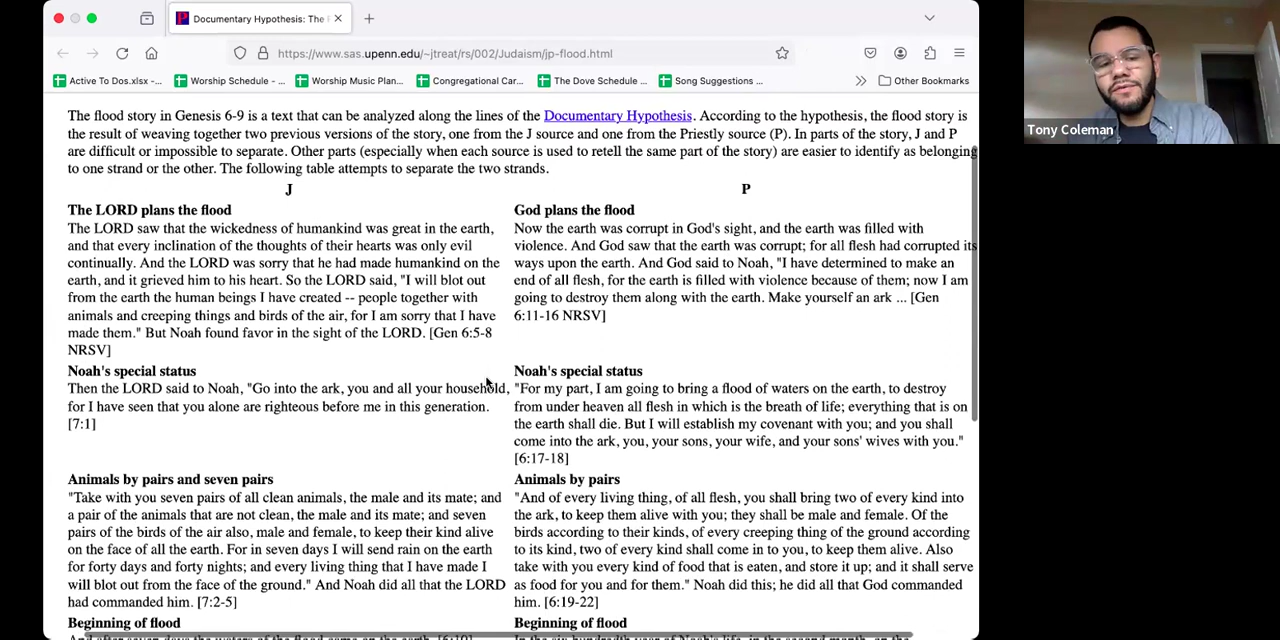 Documentary Hypothesis: The F
https://www.sas.upenn.edu/~jtreat/rs/002/Judaism/jp-flood.html
Active To Dos.xlsx -...
Worship Schedule - ...
Worship Music Plan...
Congregational Car...
The Dove Schedule ...
Song Suggestions ...
Other Bookmarks
Tony Coleman
The flood story in Genesis 6-9 is a text that can be analyzed along the lines of the Documentary Hypothesis. According to the hypothesis, the flood story is
the result of weaving together two previous versions of the story, one from the J source and one from the Priestly source (P). In parts of the story, J and P
are difficult or impossible to separate. Other parts (especially when each source is used to retell the same part of the story) are easier to identify as belonging
to one strand or the other. The following table attempts to separate the two strands.
J
The LORD plans the flood
The LORD saw that the wickedness of humankind was great in the earth,
and that every inclination of the thoughts of their hearts was only evil
continually. And the LORD was sorry that he had made humankind on the
earth, and it grieved him to his heart. So the LORD said, "I will blot out
from the earth the human beings I have created -- people together with
animals and creeping things and birds of the air, for I am sorry that I have
made them." But Noah found favor in the sight of the LORD. [Gen 6:5-8
NRSV]
P
God plans the flood
Now the earth was corrupt in God's sight, and the earth was filled with
violence. And God saw that the earth was corrupt; for all flesh had corrupted its
ways upon the earth. And God said to Noah, "I have determined to make an
end of all flesh, for the earth is filled with violence because of them; now I am
going to destroy them along with the earth. Make yourself an ark ... [Gen
6:11-16 NRSV]
Noah's special status
Then the LORD said to Noah, "Go into the ark, you and all your household,
for I have seen that you alone are righteous before me in this generation.
[7:1]
Noah's special status
"For my part, I am going to bring a flood of waters on the earth, to destroy
from under heaven all flesh in which is the breath of life; everything that is on
the earth shall die. But I will establish my covenant with you; and you shall
come into the ark, you, your sons, your wife, and your sons' wives with you."
[6:17-18]
Animals by pairs and seven pairs
"Take with you seven pairs of all clean animals, the male and its mate; and
a pair of the animals that are not clean, the male and its mate; and seven
pairs of the birds of the air also, male and female, to keep their kind alive
on the face of all the earth. For in seven days I will send rain on the earth
for forty days and forty nights; and every living thing that I have made I
will blot out from the face of the ground." And Noah did all that the LORD
had commanded him. [7:2-5]
Animals by pairs
"And of every living thing, of all flesh, you shall bring two of every kind into
the ark, to keep them alive with you; they shall be male and female. Of the
birds according to their kinds, of every creeping thing of the ground according
to its kind, two of every kind shall come in to you, to keep them alive. Also
take with you every kind of food that is eaten, and store it up; and it shall serve
as food for you and for them." Noah did this; he did all that God commanded
him. [6:19-22]
Beginning of flood
Beginning of flood